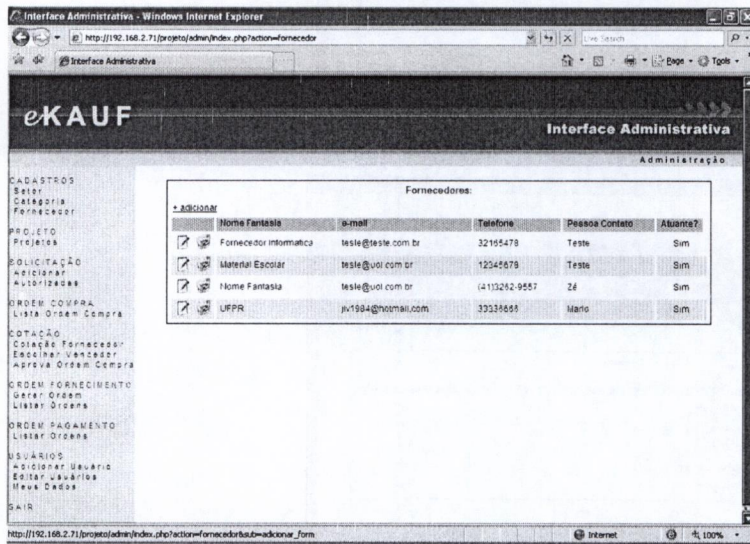 Interface Administrativa - Windows Internet Explorer
http://192.168.2.71/projeto/admin/index.php?action=fornecedor
Live Search
Interface Administrativa
Page Tools
eKAUF
Interface Administrativa
Administração
CADASTROS
Setor
Categoria
Fornecedor
PROJETO
Projetos
SOLICITAÇÃO
Adicionar
Autorizadas
ORDEM COMPRA
Lista Ordem Compra
COTAÇÃO
Cotação Fornecedor
Escolher Vencedor
Aprova Ordem Compra
ORDEM FORNECIMENTO
Gerar Ordem
Listar Ordens
ORDEM PAGAMENTO
Listar Ordens
USUÁRIOS
Adicionar Usuário
Editar Usuários
Meus Dados
SAIR
Fornecedores:
+ adicionar
Nome Fantasia e-mail Telefone Pessoa Contato Atuante?
Fornecedor Informatica teste@teste.com.br 32165478 Teste Sim
Material Escolar teste@uol.com.br 12345678 Teste Sim
Nome Fantasia teste@uol.com.br (41)3262-9557 Zé Sim
UFPR jlv1984@hotmail.com Mario Sim
http://192.168.2.71/projeto/admin/index.php?action=fornecedor&sub=adicionar_form
Internet
100%